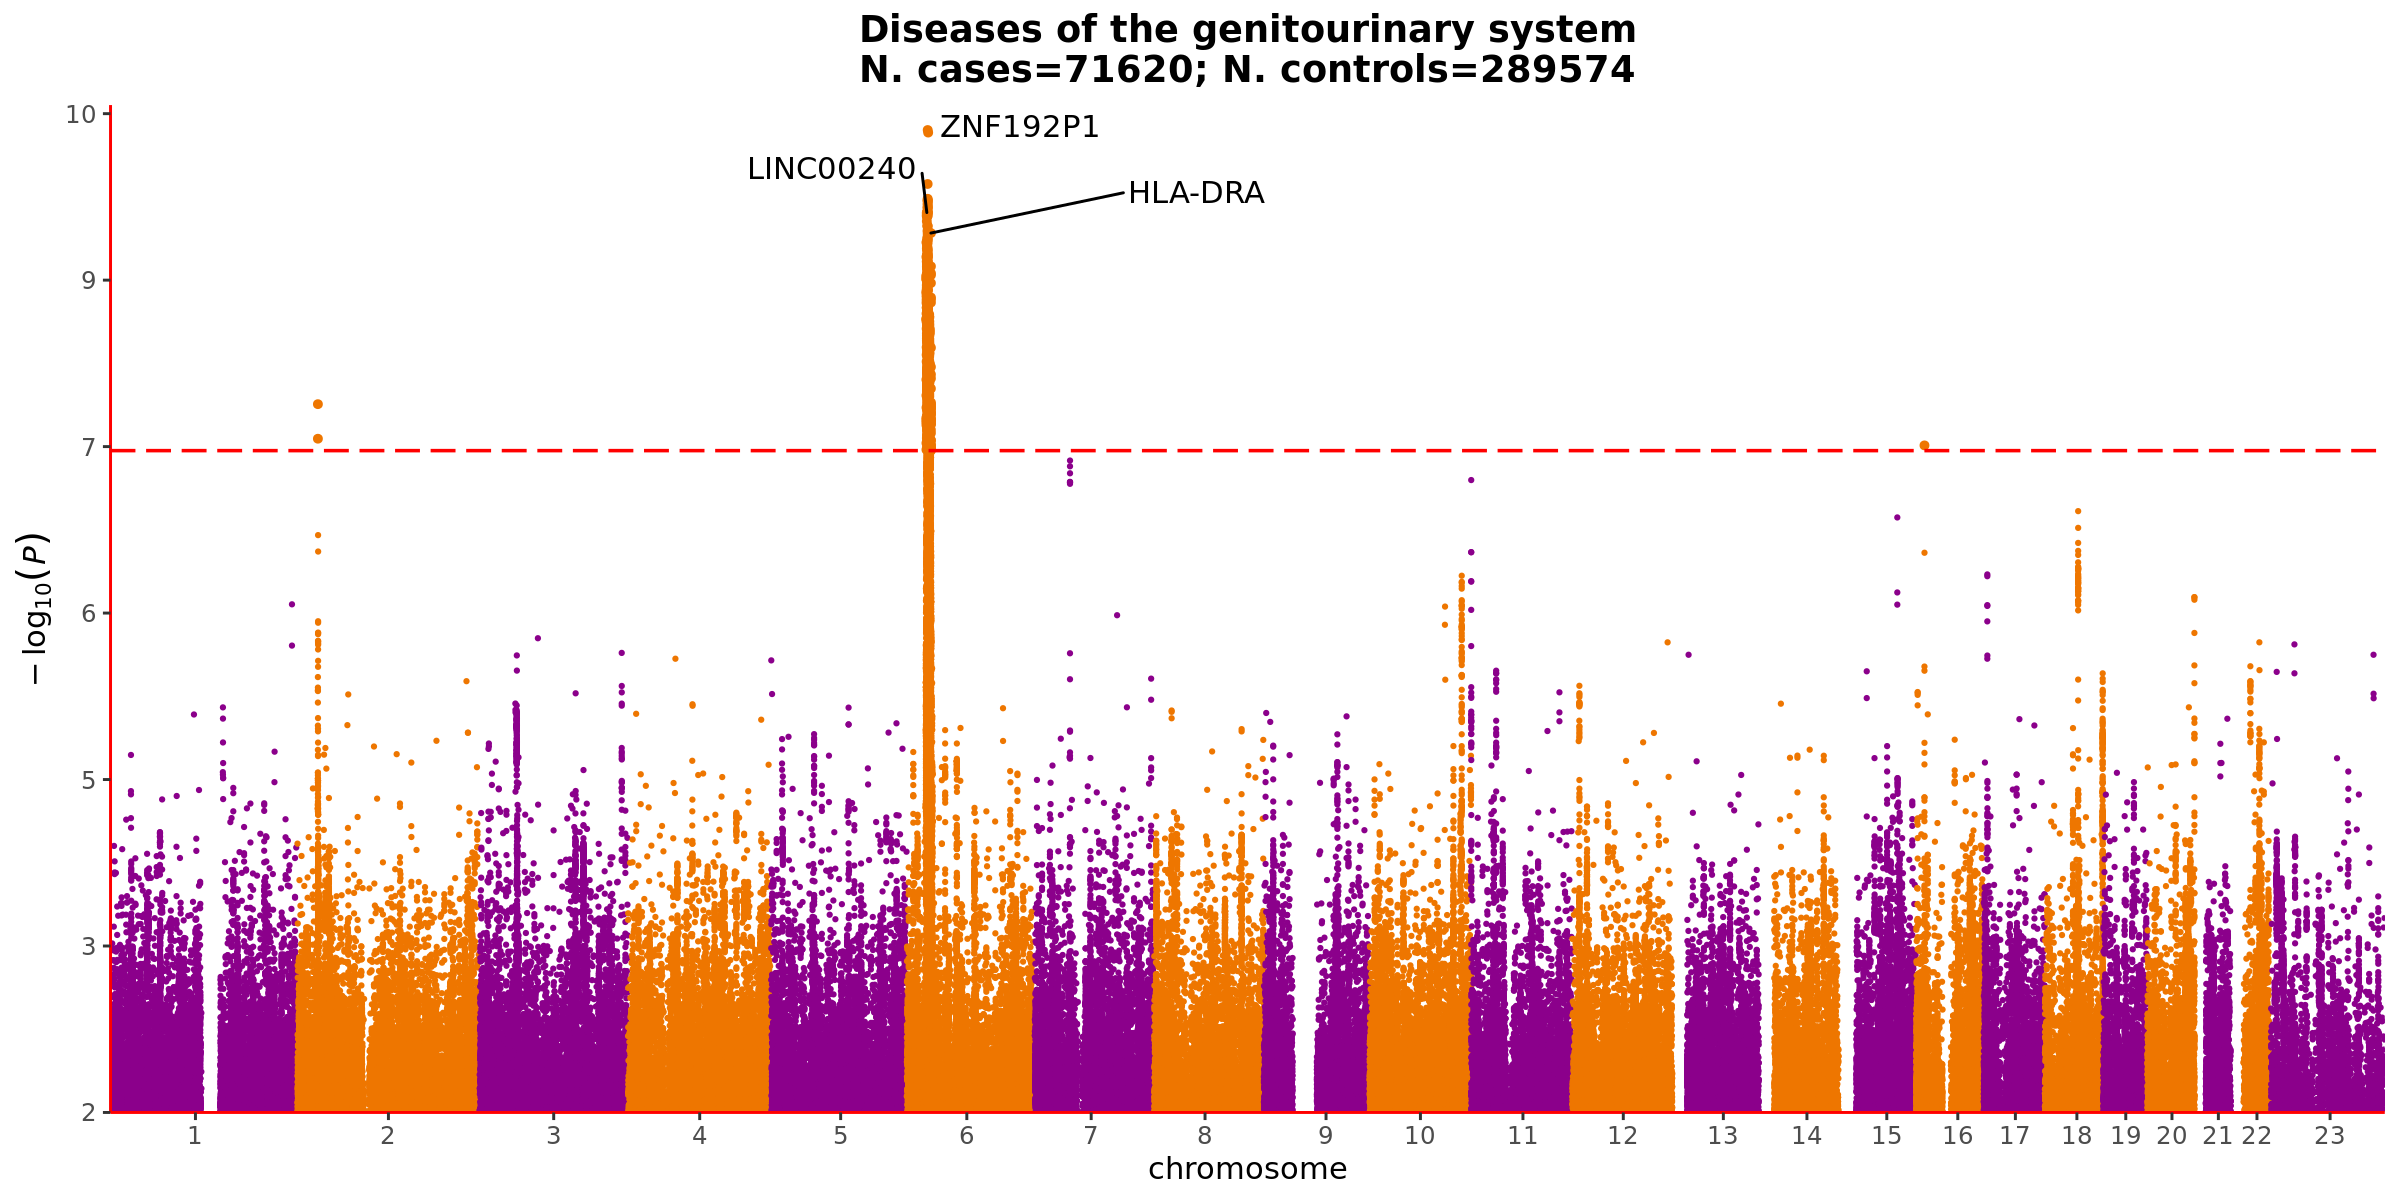 Diseases of the genitourinary system
N. cases=71620; N. controls=289574
10
ZNF192P1
LINC00240
HLA-DRA
9
7
6
5
3
2
− log10(P)
1 2 3 4 5 6 7 8 9 10 11 12 13 14 15 16 17 18 19 20 21 22 23
chromosome